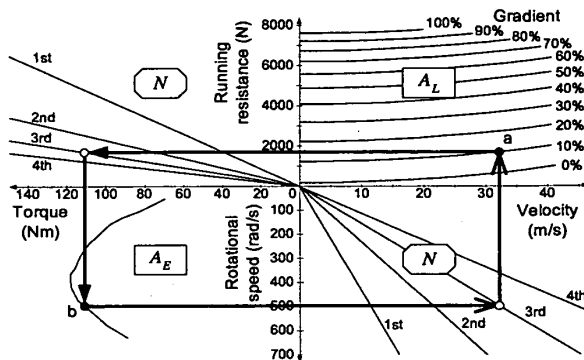 8000
100%
Gradient
90%
80%
70%
60%
50%
40%
30%
20%
10%
0%
1st
N
Running
resistance (N)
6000
A_L
4000
2nd
3rd
4th
2000
a
140 120 100 80 60 40 20 0
10 20 30 40
Torque
(Nm)
Velocity
(m/s)
A_E
Rotational
speed (rad/s)
100
200
300
400
500
600
700
N
b
1st
2nd
3rd
4th